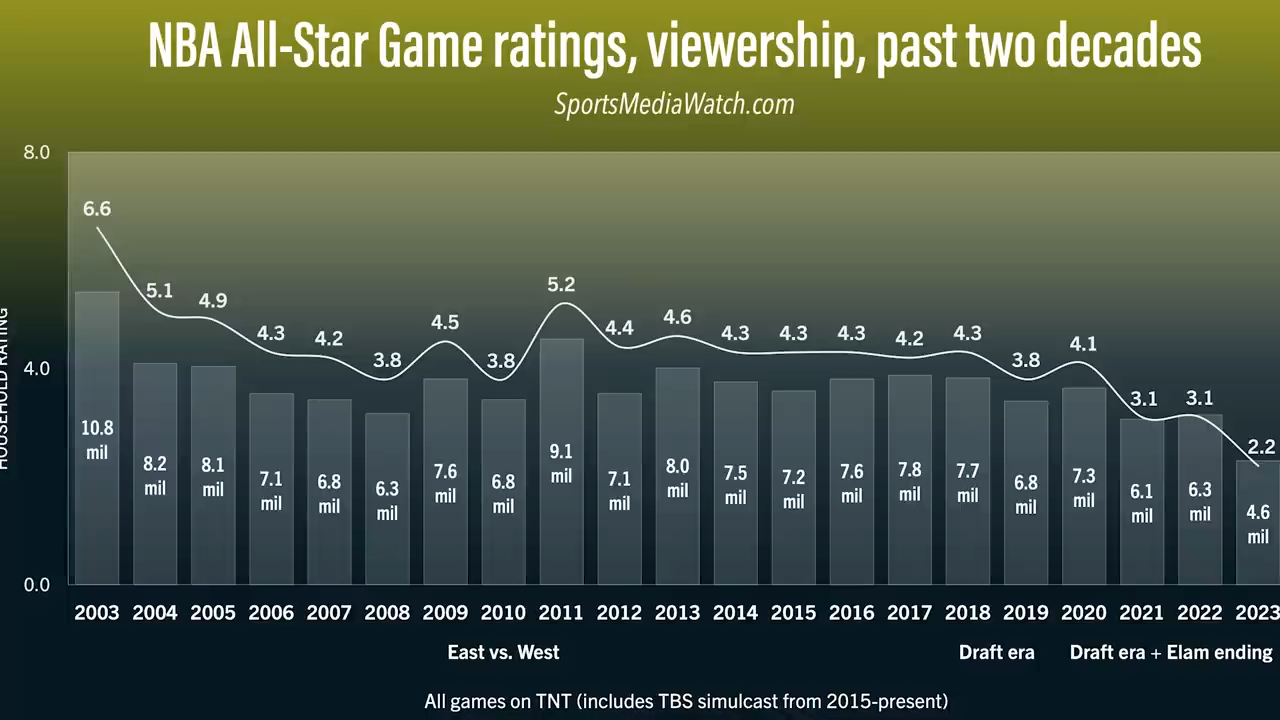 NBA All-Star Game ratings, viewership, past two decades
SportsMediaWatch.com
8.0
6.6
5.1
4.9
4.3
4.2
3.8
4.5
3.8
5.2
4.4
4.6
4.3
4.3
4.3
4.2
4.3
3.8
4.1
3.1
3.1
2.2
4.0
HOUSEHOLD RATING
10.8
mil
8.2
mil
8.1
mil
7.1
mil
6.8
mil
6.3
mil
7.6
mil
6.8
mil
9.1
mil
7.1
mil
8.0
mil
7.5
mil
7.2
mil
7.6
mil
7.8
mil
7.7
mil
6.8
mil
7.3
mil
6.1
mil
6.3
mil
4.6
mil
0.0
2003 2004 2005 2006 2007 2008 2009 2010 2011 2012 2013 2014 2015 2016 2017 2018 2019 2020 2021 2022 2023
East vs. West Draft era Draft era + Elam ending
All games on TNT (includes TBS simulcast from 2015-present)